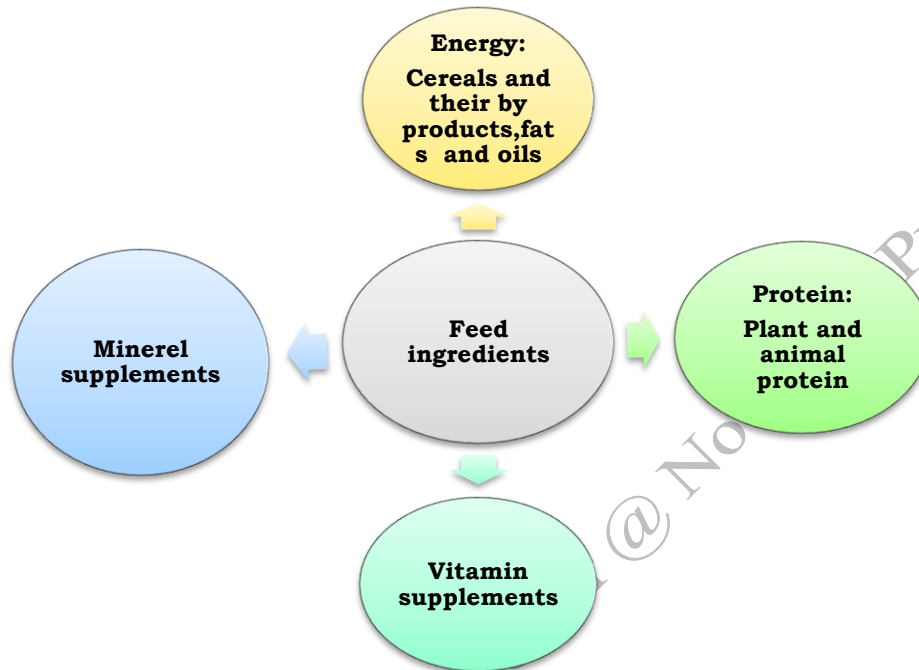 Energy:
Cereals and
their by
products,fat
s and oils
Minerel
supplements
Feed
ingredients
Protein:
Plant and
animal
protein
Vitamin
supplements
@ No